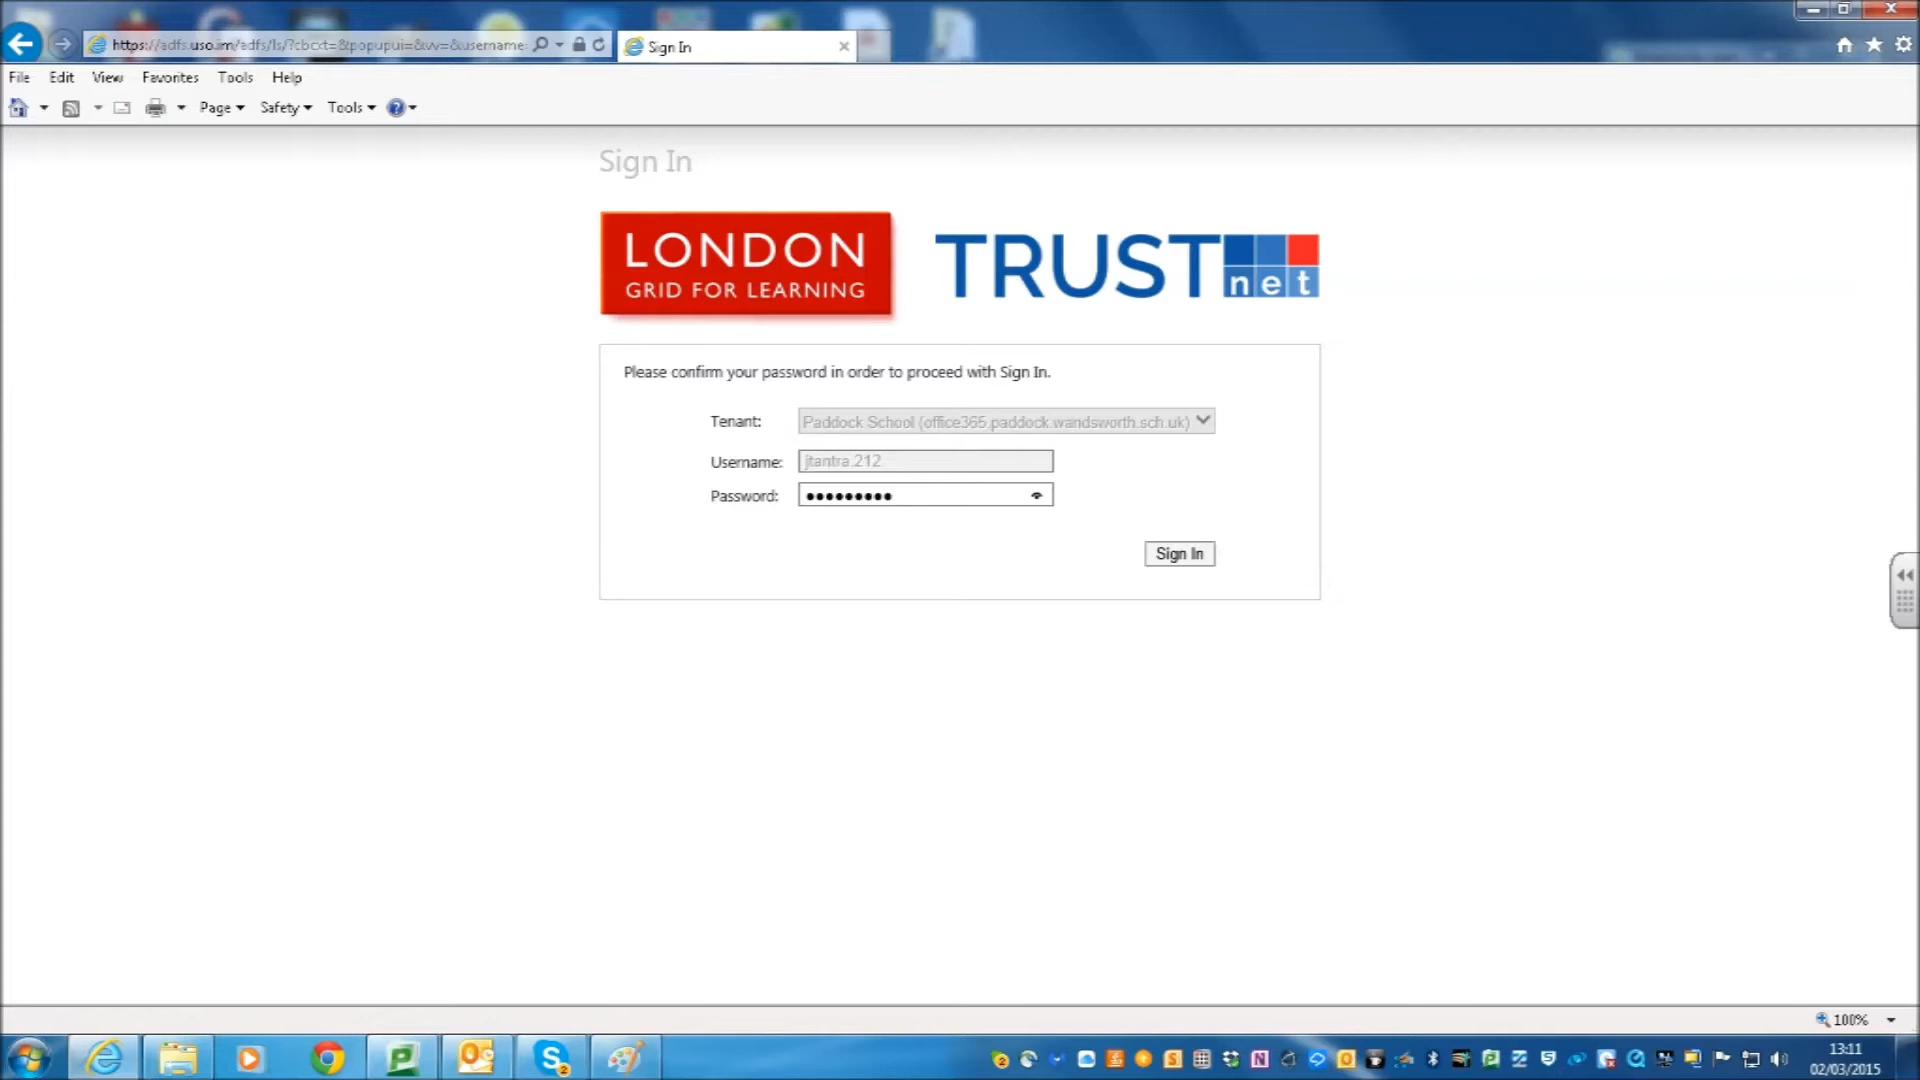 https://adfs.uso.im/adfs/ls/?cbcxt=&popupui=&vv=&username:
Sign In
File Edit View Favorites Tools Help
Page Safety Tools
Sign In
LONDON
GRID FOR LEARNING
TRUST
net
Please confirm your password in order to proceed with Sign In.
Tenant: Paddock School (office365.paddock.wandsworth.sch.uk)
Username: jtantra.212
Password: •••••••••
Sign In
100%
13:11
02/03/2015